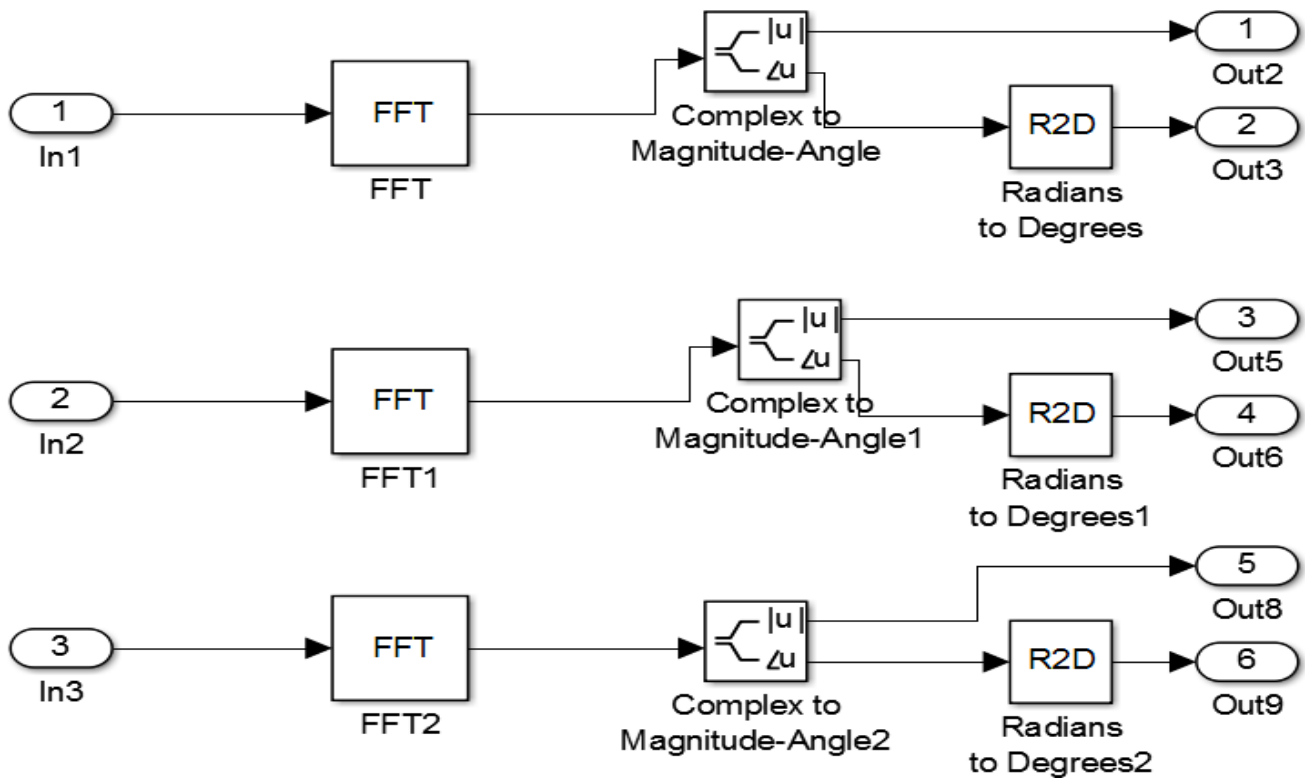 1
In1
FFT
FFT
|u|
∠u
Complex to
Magnitude-Angle
R2D
Radians
to Degrees
1
Out2
2
Out3
2
In2
FFT
FFT1
|u|
∠u
Complex to
Magnitude-Angle1
R2D
Radians
to Degrees1
3
Out5
4
Out6
3
In3
FFT
FFT2
|u|
∠u
Complex to
Magnitude-Angle2
R2D
Radians
to Degrees2
5
Out8
6
Out9